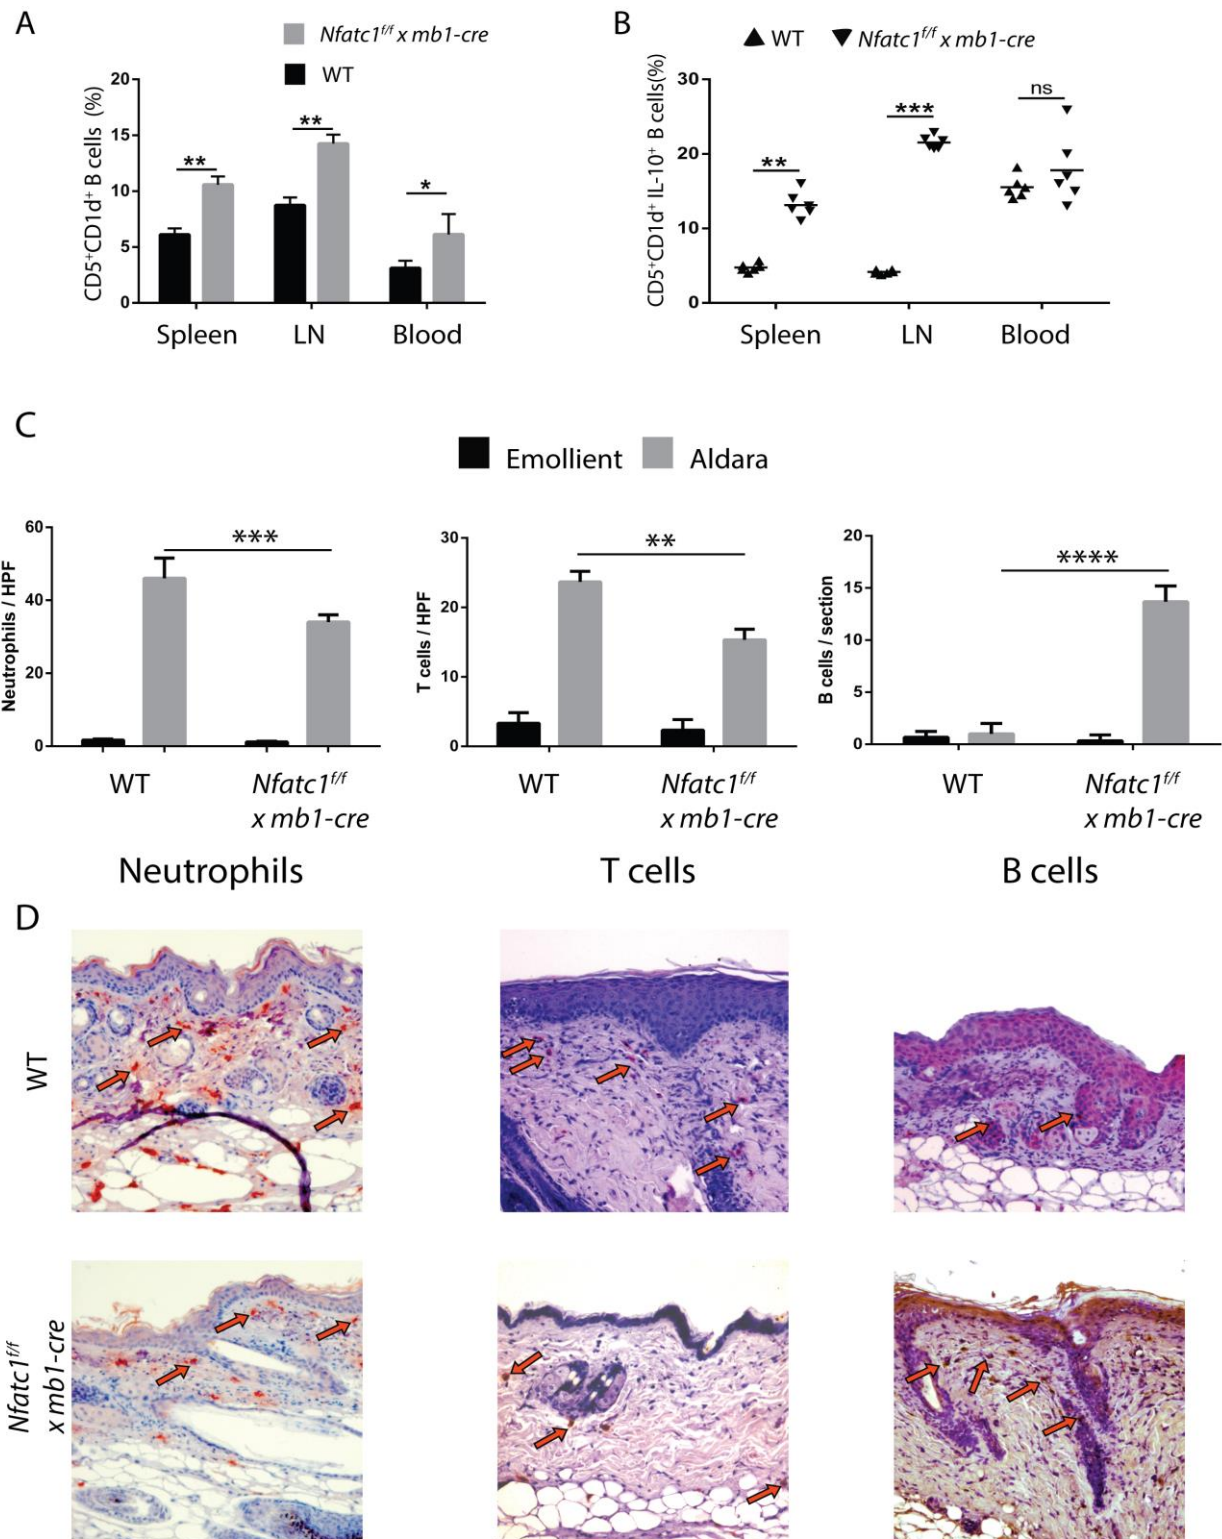 A
Nfatc1f/f x mb1-cre
WT
CD5+CD1d+ B cells (%)
20
15
10
5
0
** ** *
Spleen LN Blood
B
WT Nfatc1f/f x mb1-cre
CD5+CD1d+ IL-10+ B cells(%)
30
20
10
0
** *** ns
Spleen LN Blood
C
Emollient Aldara
Neutrophils / HPF
60
40
20
0
***
WT Nfatc1f/f
x mb1-cre
Neutrophils
T cells / HPF
30
20
10
0
**
WT Nfatc1f/f
x mb1-cre
T cells
B cells / section
20
15
10
5
0
****
WT Nfatc1f/f
x mb1-cre
B cells
D
WT
Nfatc1f/f
x mb1-cre